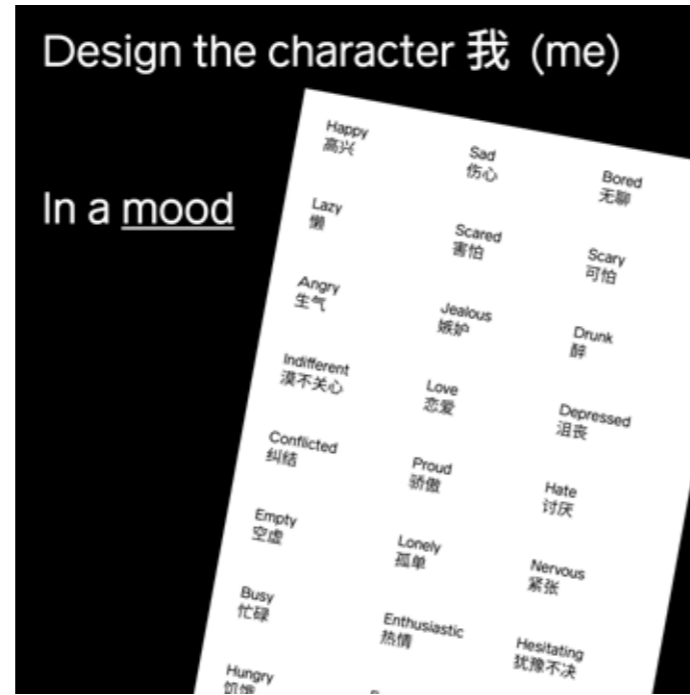 Design the character 我 (me)
In a mood
Happy
高兴
Sad
伤心
Bored
无聊
Lazy
懒
Scared
害怕
Scary
可怕
Angry
生气
Jealous
嫉妒
Drunk
醉
Indifferent
漠不关心
Love
恋爱
Depressed
沮丧
Conflicted
纠结
Proud
骄傲
Hate
讨厌
Empty
空虚
Lonely
孤单
Nervous
紧张
Busy
忙碌
Enthusiastic
热情
Hesitating
犹豫不决
Hungry
饥饿